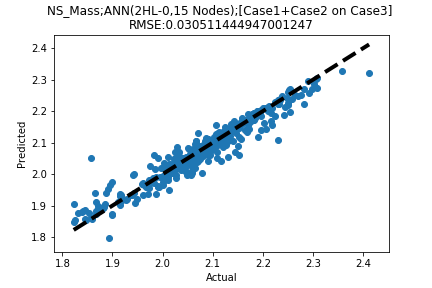 NS_Mass;ANN(2HL-0,15 Nodes);[Case1+Case2 on Case3]
RMSE:0.030511444947001247
2.4
2.3
2.2
2.1
2.0
1.9
1.8
Predicted
1.8 1.9 2.0 2.1 2.2 2.3 2.4
Actual